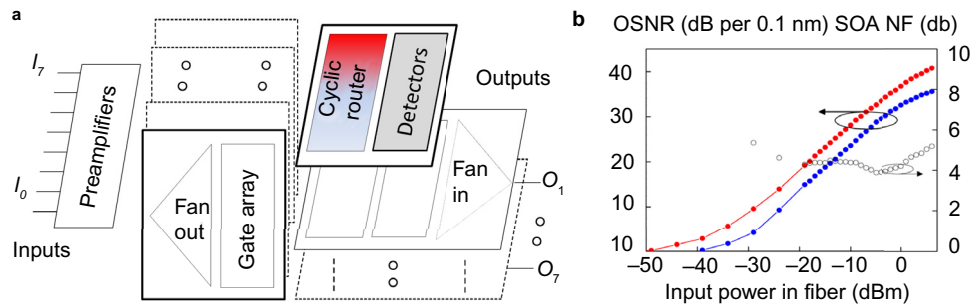 a
I7
I0
Inputs
Preamplifiers
Fan
out
Gate array
Cyclic
router
Detectors
Outputs
Fan
in
O1
O7
b
OSNR (dB per 0.1 nm) SOA NF (db)
40
30
20
10
10
8
6
4
2
0
–50 –40 –30 –20 –10 0
Input power in fiber (dBm)